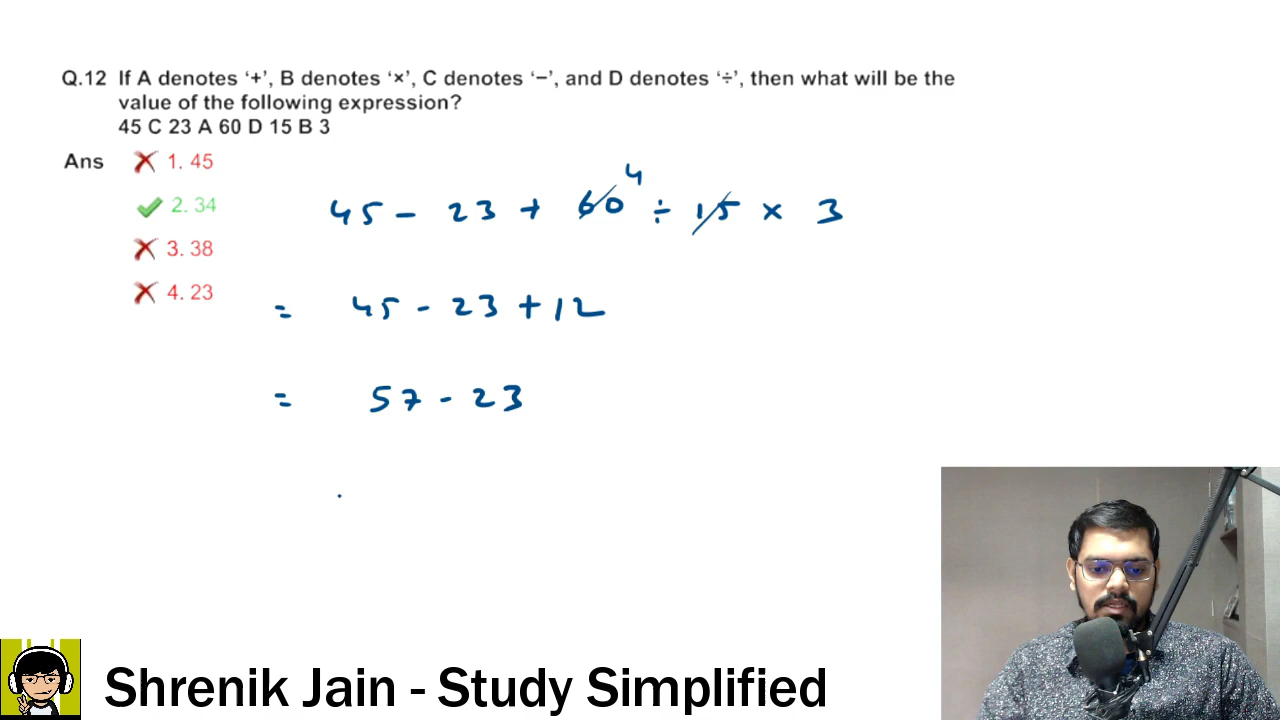 Q.12 If A denotes ‘+’, B denotes ‘×’, C denotes ‘−’, and D denotes ‘÷’, then what will be the
value of the following expression?
45 C 23 A 60 D 15 B 3
Ans 1. 45
2. 34
3. 38
4. 23
45 - 23 + 60 4 ÷ 15 × 3
= 45 - 23 + 12
= 57 - 23
Shrenik Jain - Study Simplified